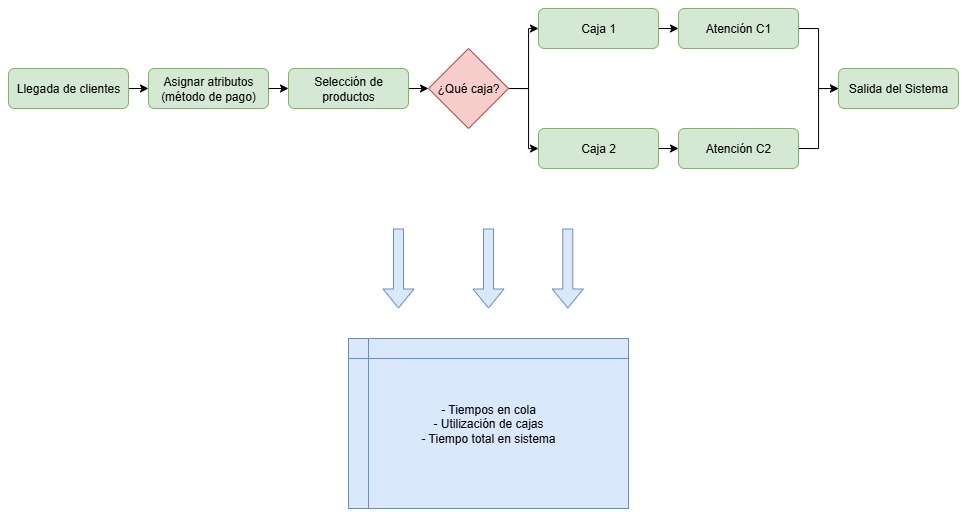 Llegada de clientes
Asignar atributos
(método de pago)
Selección de
productos
¿Qué caja?
Caja 1
Atención C1
Caja 2
Atención C2
Salida del Sistema
- Tiempos en cola
- Utilización de cajas
- Tiempo total en sistema